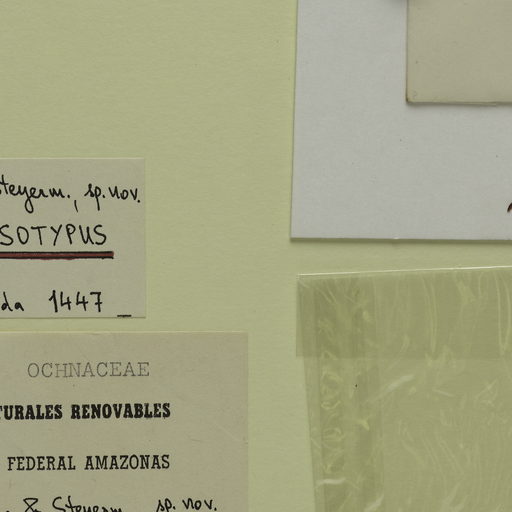 Steyerm., sp. nov.
SOTYPUS
da 1447
OCHNACEAE
TURALES RENOVABLES
FEDERAL AMAZONAS
. & Steyerm. sp. nov.